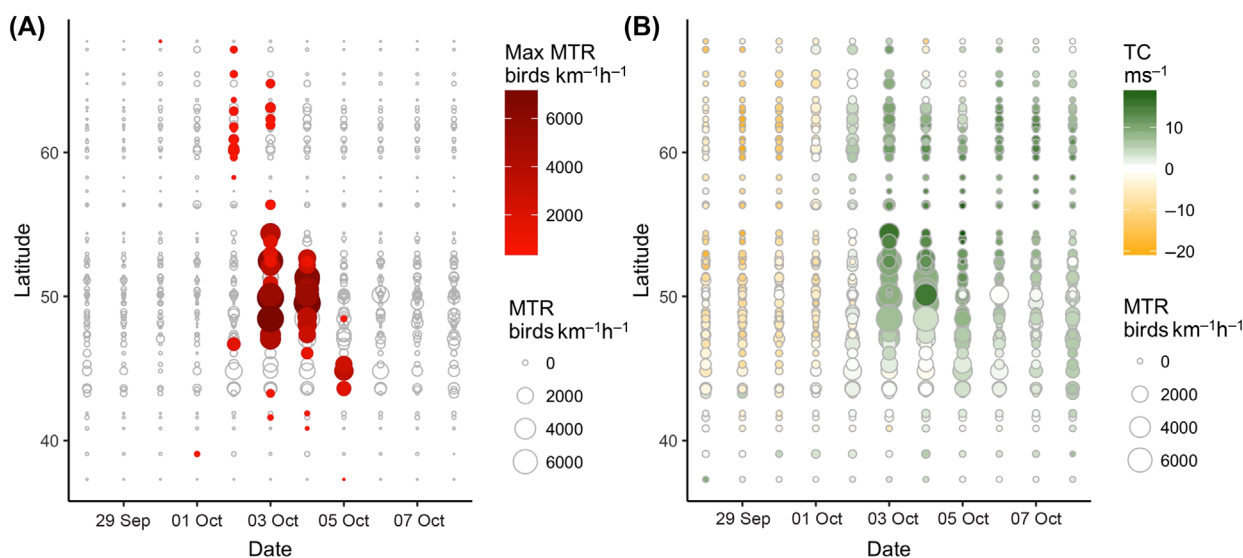 (A)
Latitude
60
50
40
29 Sep 01 Oct 03 Oct 05 Oct 07 Oct
Date
Max MTR
birds km⁻¹h⁻¹
6000
4000
2000
MTR
birds km⁻¹h⁻¹
0
2000
4000
6000
(B)
Latitude
60
50
40
29 Sep 01 Oct 03 Oct 05 Oct 07 Oct
Date
TC
ms⁻¹
10
0
−10
−20
MTR
birds km⁻¹h⁻¹
0
2000
4000
6000